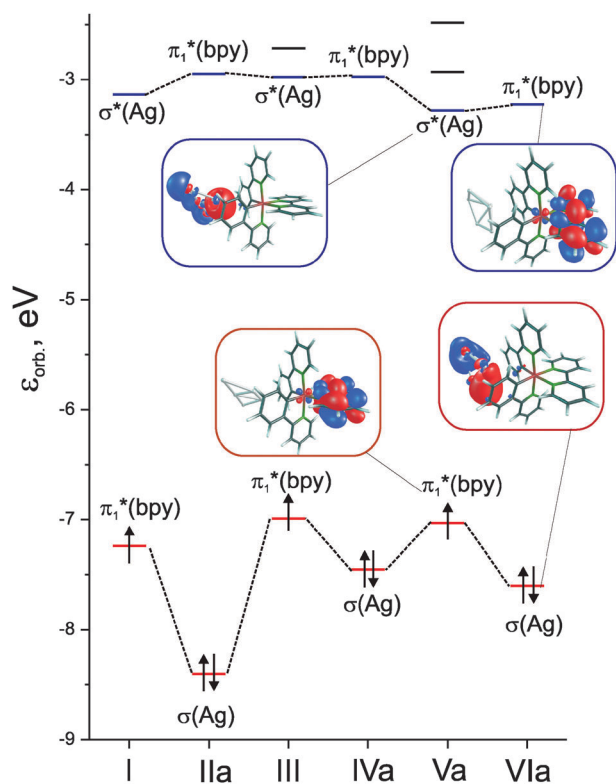 π₁*(bpy) π₁*(bpy)
-3
σ*(Ag) π₁*(bpy)
σ*(Ag) σ*(Ag)
-4
-5
ε_orb., eV
-6
-7
π₁*(bpy) π₁*(bpy) π₁*(bpy)
σ(Ag) σ(Ag)
-8
σ(Ag)
-9
I IIa III IVa Va VIa